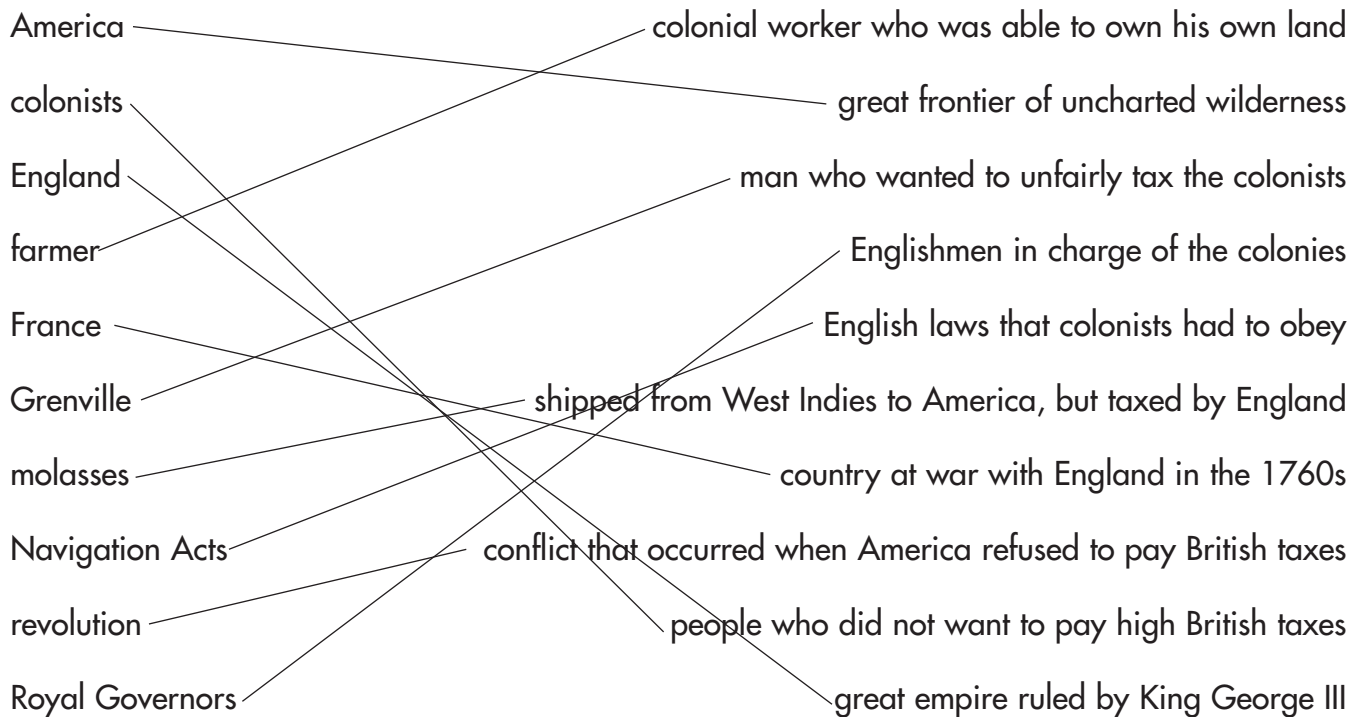 America colonial worker who was able to own his own land
colonists great frontier of uncharted wilderness
England man who wanted to unfairly tax the colonists
farmer Englishmen in charge of the colonies
France English laws that colonists had to obey
Grenville shipped from West Indies to America, but taxed by England
molasses country at war with England in the 1760s
Navigation Acts conflict that occurred when America refused to pay British taxes
revolution people who did not want to pay high British taxes
Royal Governors great empire ruled by King George III